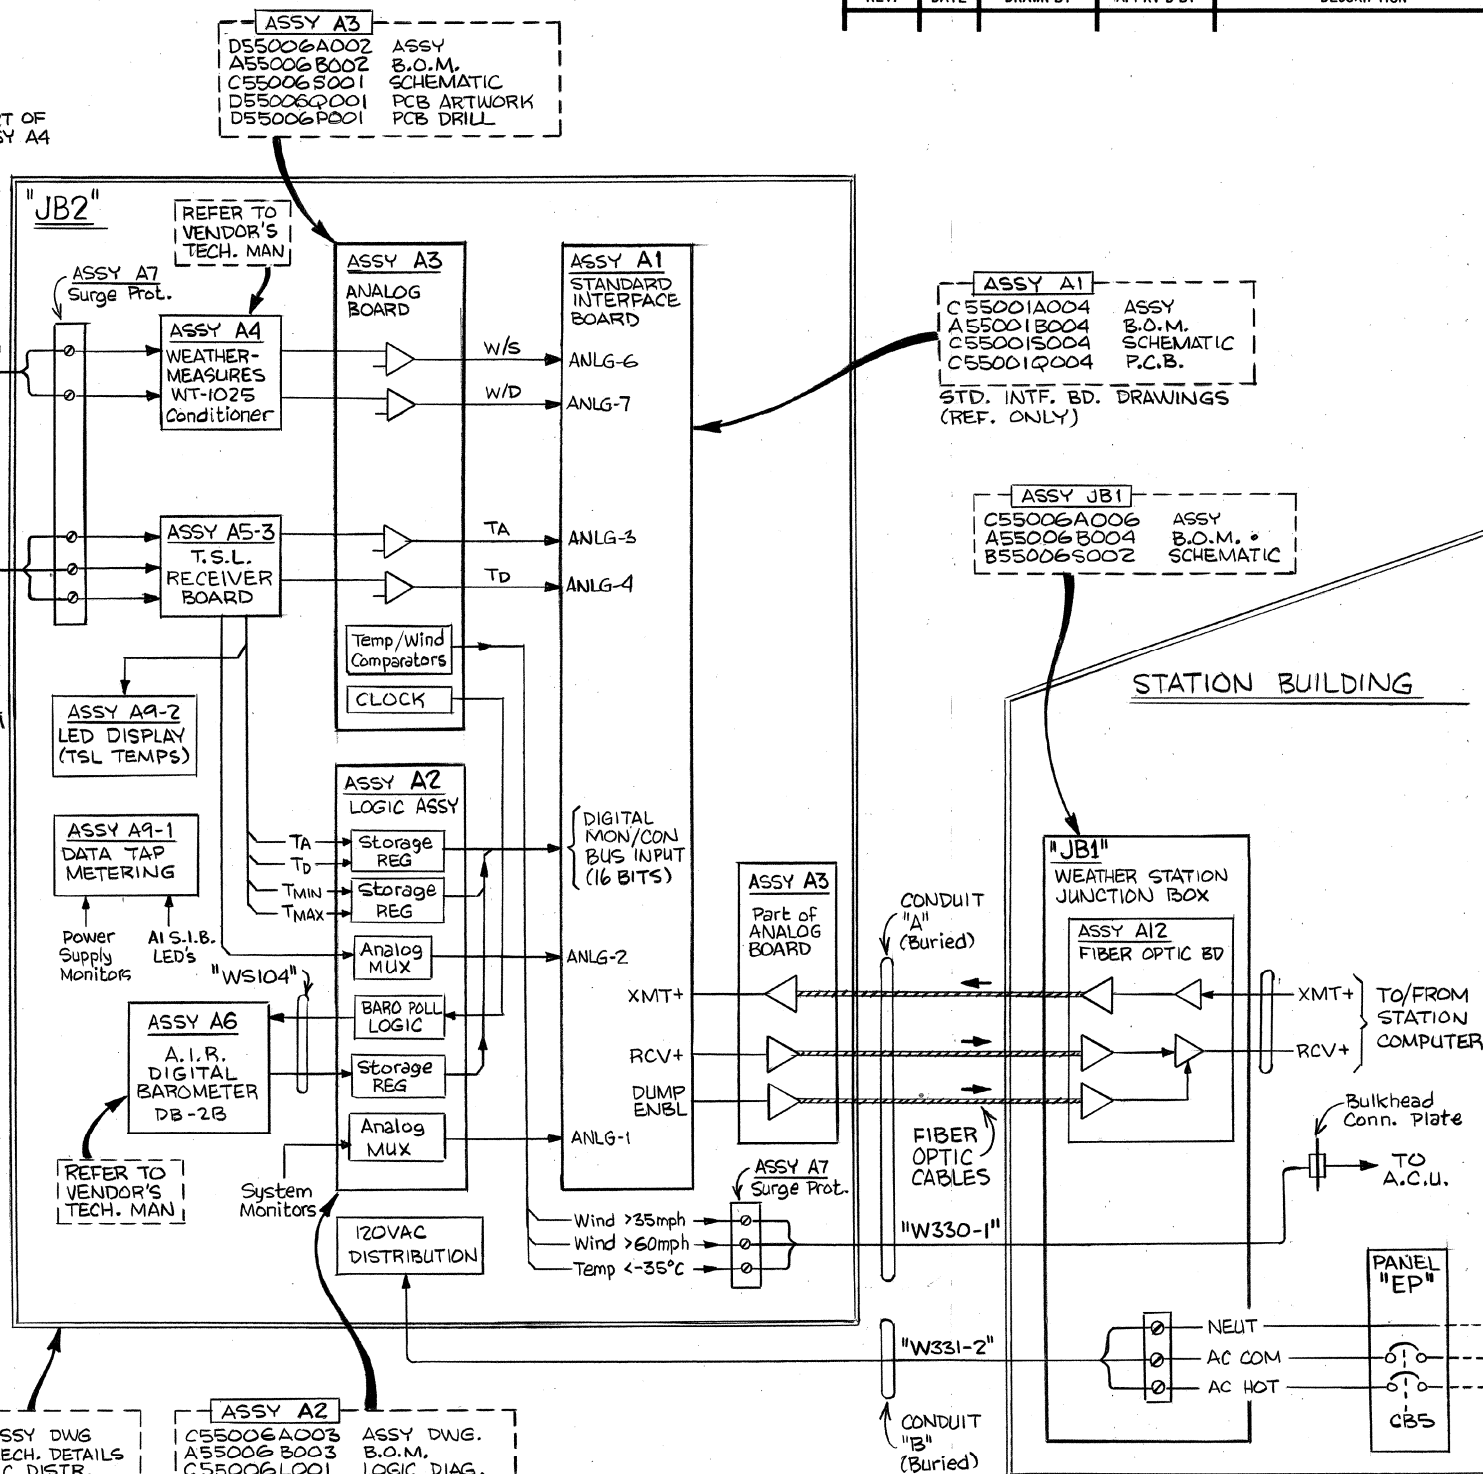 DATE
DESCRIPTION
ASSY A3
D55006A002 ASSY
A55006B002 B.O.M.
C55006S001 SCHEMATIC
D55006Q001 PCB ARTWORK
D55006P001 PCB DRILL
"JB2"
REFER TO
VENDOR'S
TECH. MAN
ASSY A7
Surge Prot.
ASSY A4
WEATHER-
MEASURES
WT-1025
Conditioner
ASSY A3
ANALOG
BOARD
W/S
W/D
ASSY A1
STANDARD
INTERFACE
BOARD
ANLG-6
ANLG-7
ASSY A1
C55001A004 ASSY
A55001B004 B.O.M.
C55001S004 SCHEMATIC
C55001Q004 P.C.B.
STD. INTF. BD. DRAWINGS
(REF. ONLY)
ASSY A5-3
T.S.L.
RECEIVER
BOARD
TA
TD
ANLG-3
ANLG-4
Temp/Wind
Comparators
CLOCK
ASSY JB1
C55006A006 ASSY
A55006B004 B.O.M.
B55006S002 SCHEMATIC
STATION BUILDING
ASSY A9-2
LED DISPLAY
(TSL TEMPS)
ASSY A9-1
DATA TAP
METERING
Power
Supply
Monitors
A1 S.I.B.
LED's
ASSY A2
LOGIC ASSY
TA
TD
TMIN
TMAX
Storage
REG
Storage
REG
Analog
MUX
BARO POLL
LOGIC
Storage
REG
Analog
MUX
DIGITAL
MON/CON
BUS INPUT
(16 BITS)
ANLG-2
XMT+
RCV+
DUMP
ENBL
ANLG-1
"WS104"
ASSY A6
A.I.R.
DIGITAL
BAROMETER
DB-2B
REFER TO
VENDOR'S
TECH. MAN
System
Monitors
120VAC
DISTRIBUTION
ASSY A3
Part of
ANALOG
BOARD
CONDUIT
"A"
(Buried)
FIBER
OPTIC
CABLES
"JB1"
WEATHER STATION
JUNCTION BOX
ASSY A12
FIBER OPTIC BD
XMT+
RCV+
TO/FROM
STATION
COMPUTER
Bulkhead
Conn. Plate
TO
A.C.U.
ASSY A7
Surge Prot.
Wind >35mph
Wind >60mph
Temp <-35°C
"W330-1"
"W331-2"
CONDUIT
"B"
(Buried)
NEUT
AC COM
AC HOT
PANEL
"EP"
CB5
ASSY A2
C55006A003 ASSY DWG.
A55006B003 B.O.M.
C55006L001 LOGIC DIAG.